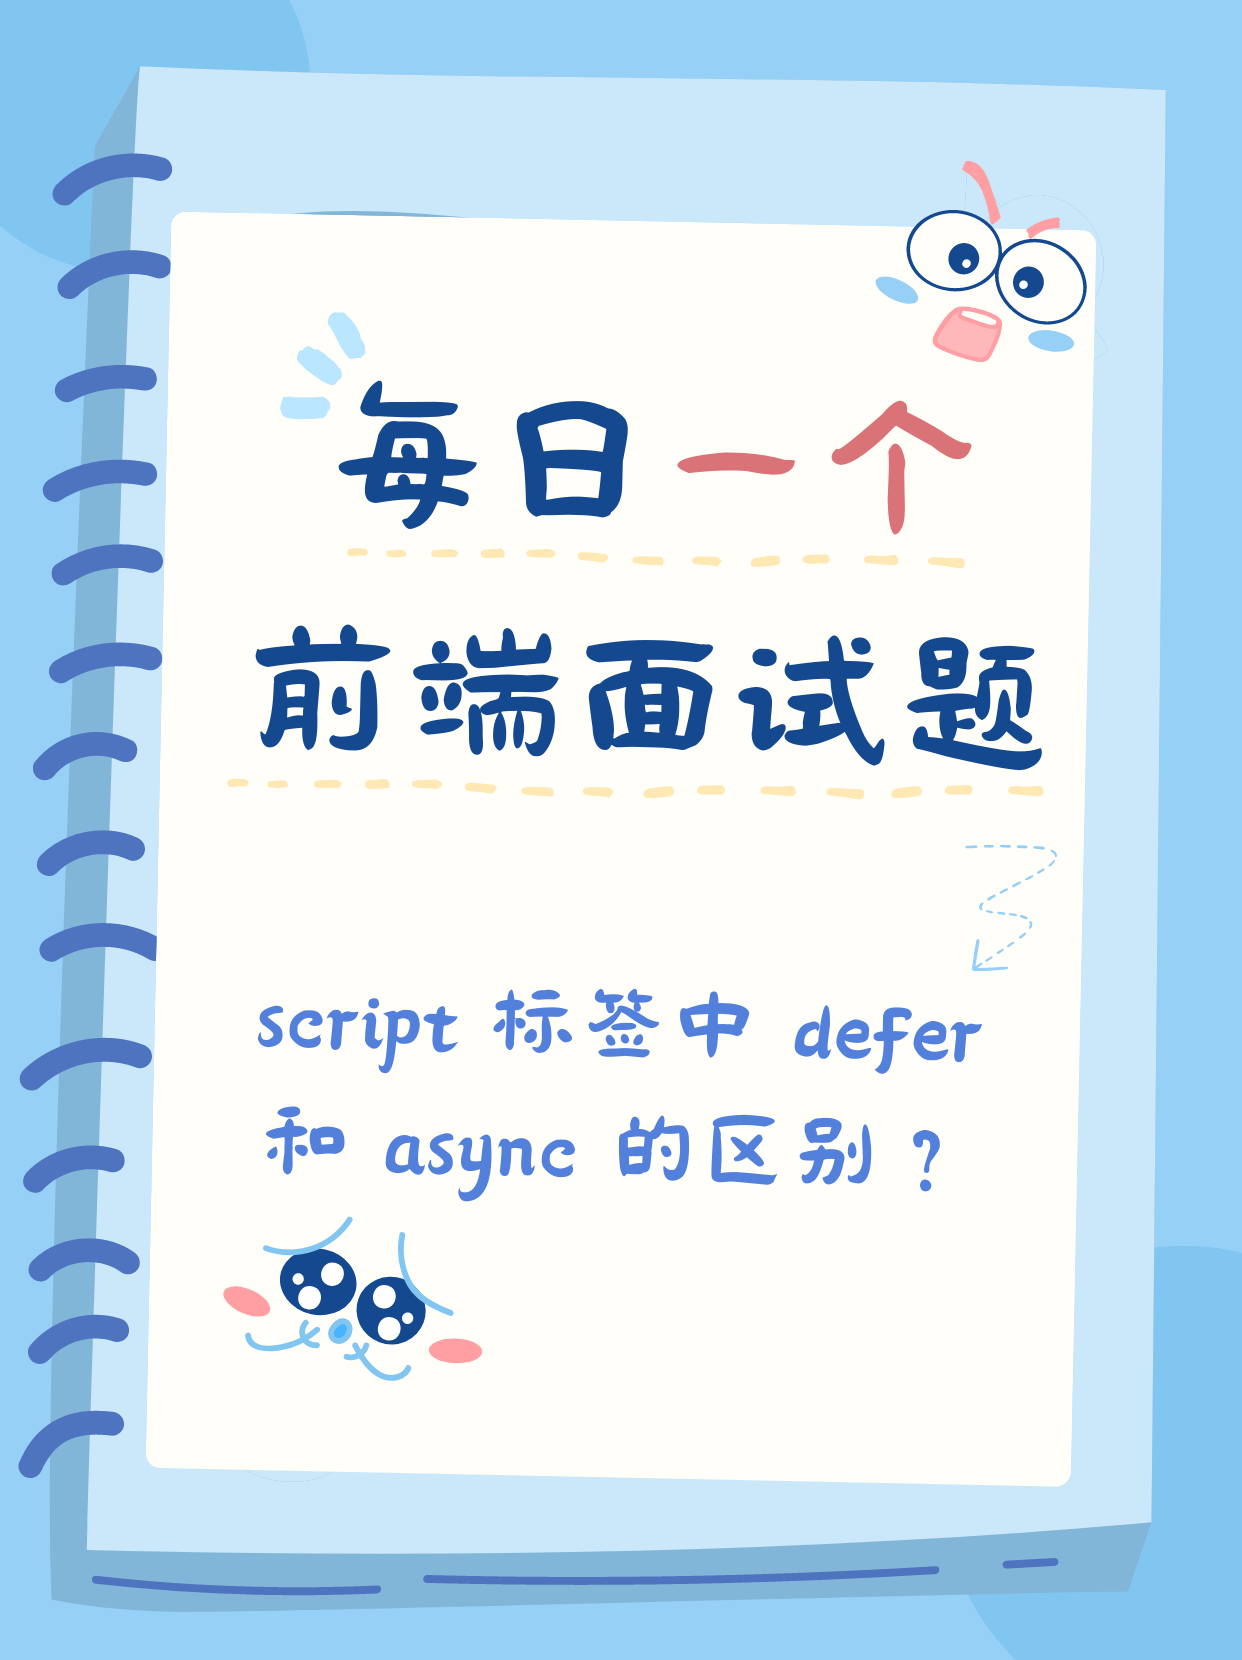 每日一个
前端面试题
script 标签中 defer
和 async 的区别？